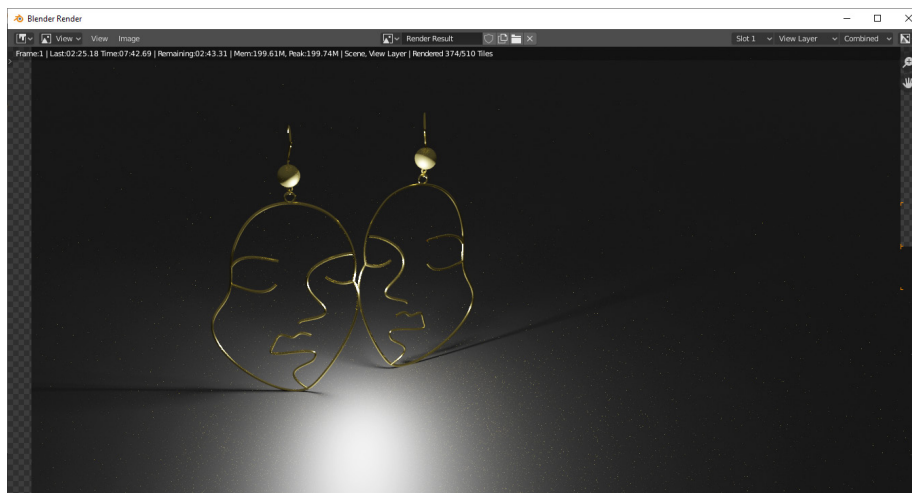 Blender Render
View View Image Render Result Slot 1 View Layer Combined
Frame:1 | Last:02:25.18 Time:07:42.69 | Remaining:02:43.31 | Mem:199.61M, Peak:199.74M | Scene, View Layer | Rendered 374/510 Tiles